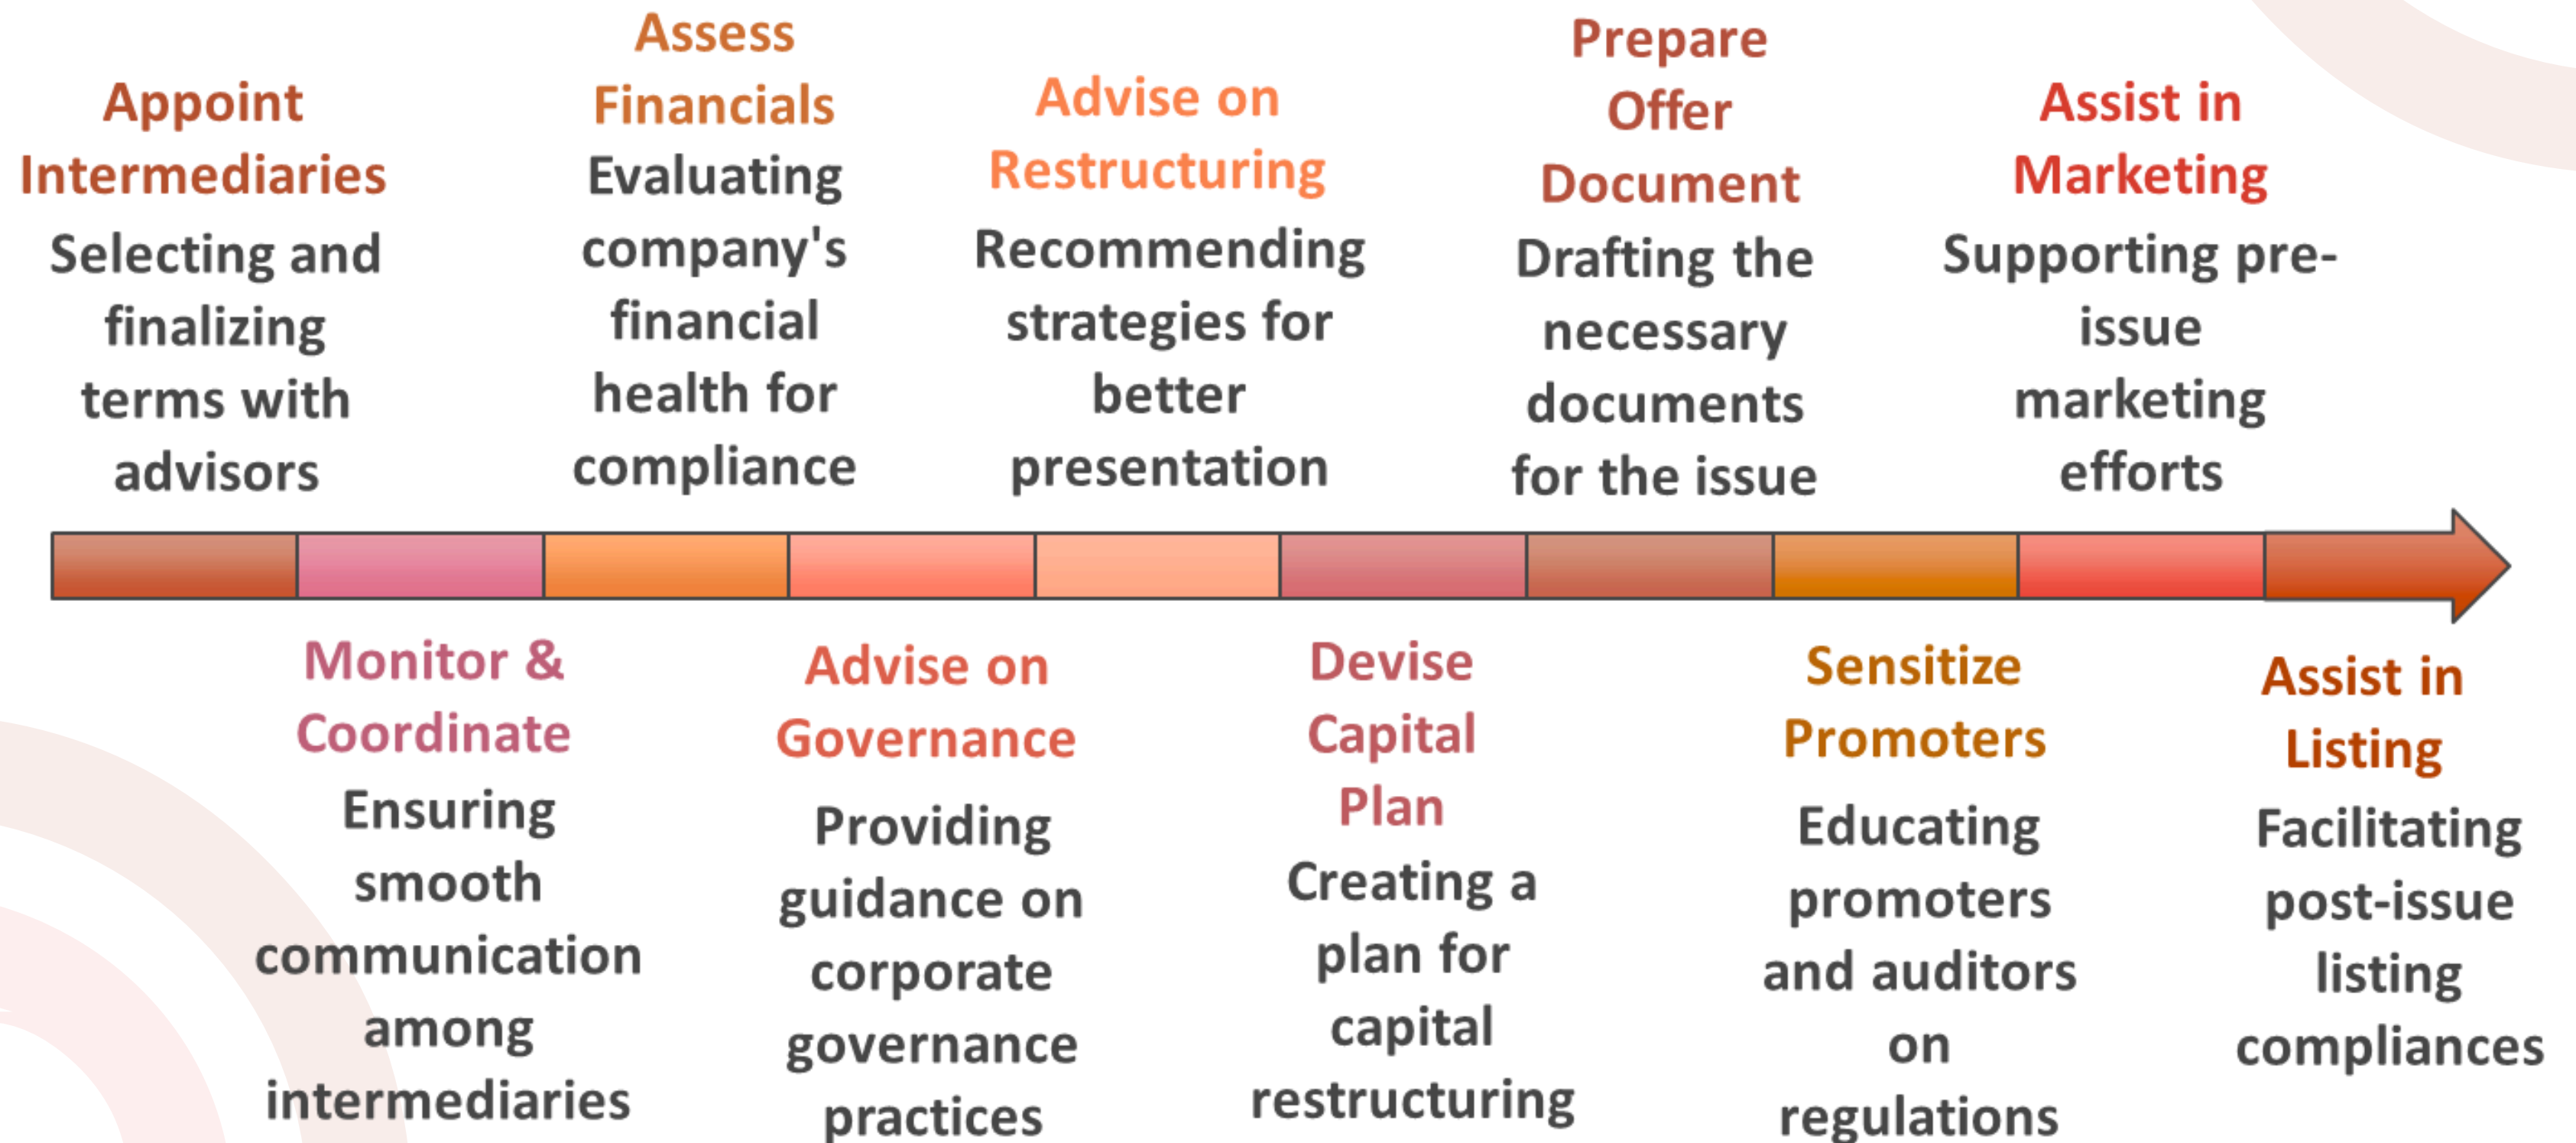 Appoint
Intermediaries
Selecting and
finalizing
terms with
advisors
Monitor &
Coordinate
Ensuring
smooth
communication
among
intermediaries
Assess
Financials
Evaluating
company's
financial
health for
compliance
Advise on
Governance
Providing
guidance on
corporate
governance
practices
Advise on
Restructuring
Recommending
strategies for
better
presentation
Devise
Capital
Plan
Creating a
plan for
capital
restructuring
Prepare
Offer
Document
Drafting the
necessary
documents
for the issue
Sensitize
Promoters
Educating
promoters
and auditors
on
regulations
Assist in
Marketing
Supporting pre-
issue
marketing
efforts
Assist in
Listing
Facilitating
post-issue
listing
compliances